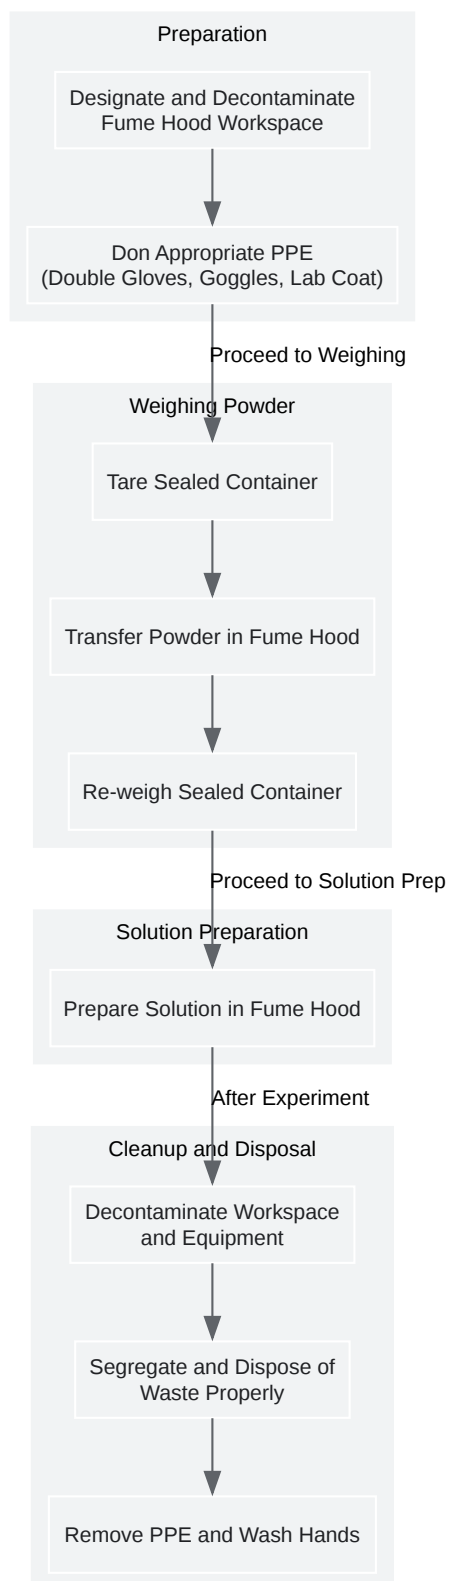 Preparation
Designate and Decontaminate
Fume Hood Workspace
Don Appropriate PPE
(Double Gloves, Goggles, Lab Coat)
Proceed to Weighing
Weighing Powder
Tare Sealed Container
Transfer Powder in Fume Hood
Re-weigh Sealed Container
Proceed to Solution Prep
Solution Preparation
Prepare Solution in Fume Hood
After Experiment
Cleanup and Disposal
Decontaminate Workspace
and Equipment
Segregate and Dispose of
Waste Properly
Remove PPE and Wash Hands